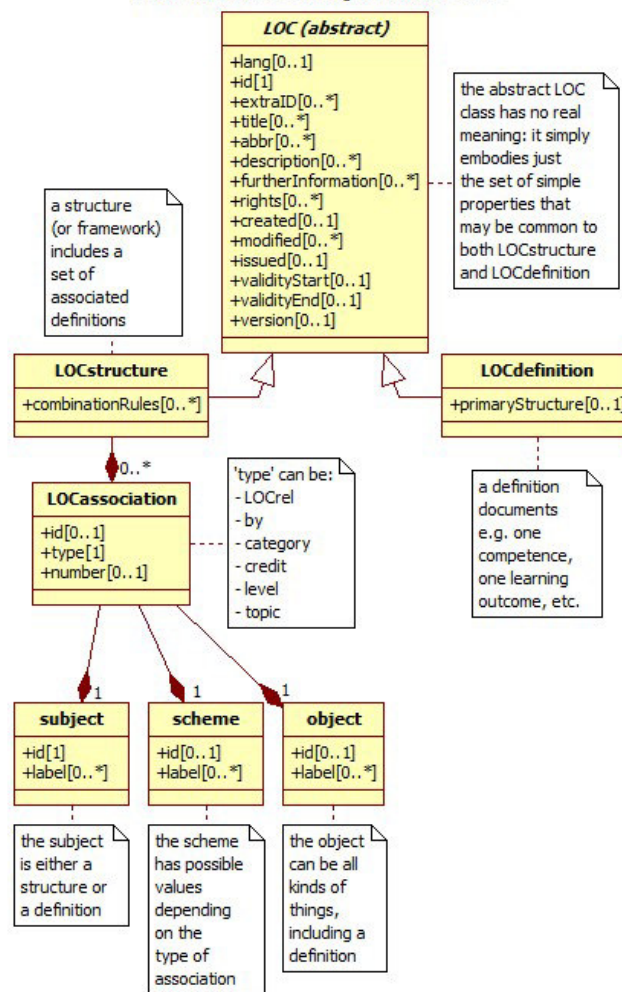 LOC (abstract)
+lang[0..1]
+id[1]
+extraID[0..*]
+title[0..*]
+abbr[0..*]
+description[0..*]
+furtherInformation[0..*]
+rights[0..*]
+created[0..1]
+modified[0..*]
+issued[0..1]
+validityStart[0..1]
+validityEnd[0..1]
+version[0..1]
the abstract LOC
class has no real
meaning: it simply
embodies just
the set of simple
properties that
may be common to
both LOCstructure
and LOCdefinition
a structure
(or framework)
includes a
set of
associated
definitions
LOCstructure
+combinationRules[0..*]
LOCdefinition
+primaryStructure[0..1]
0..*
LOCassociation
+id[0..1]
+type[1]
+number[0..1]
'type' can be:
- LOCrel
- by
- category
- credit
- level
- topic
a definition
documents
e.g. one
competence,
one learning
outcome, etc.
1
1
1
subject
+id[1]
+label[0..*]
scheme
+id[0..1]
+label[0..*]
object
+id[0..1]
+label[0..*]
the subject
is either a
structure or
a definition
the scheme
has possible
values
depending
on the
type of
association
the object
can be all
kinds of
things,
including a
definition